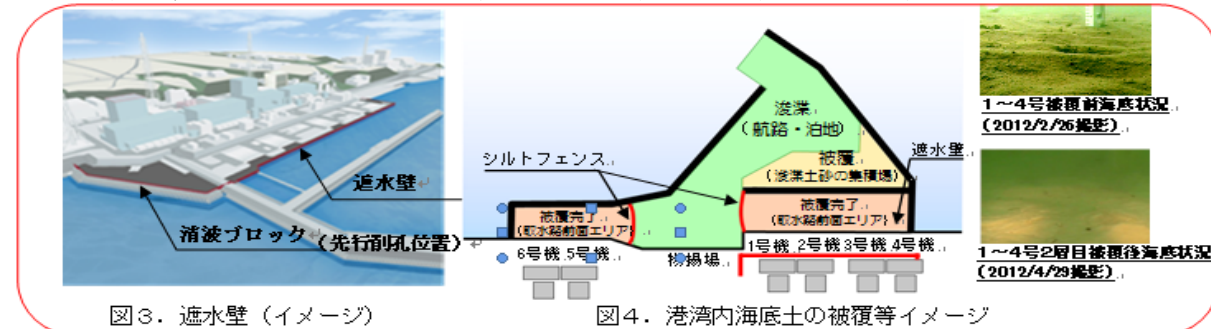 遮水壁
消波ブロック(先行削孔位置)
図3.遮水壁(イメージ)
浚渫
(航路・泊地)
シルトフェンス
被覆
(浚渫土砂の集積場)
遮水壁
被覆完了
(取水路前面エリア)
被覆完了
(取水路前面エリア)
6号機 5号機
物揚場
1号機 2号機 3号機 4号機
図4.港湾内海底土の被覆等イメージ
1~4号被覆前海底状況
(2012/2/26撮影)
1~4号2層目被覆後海底状況
(2012/4/29撮影)